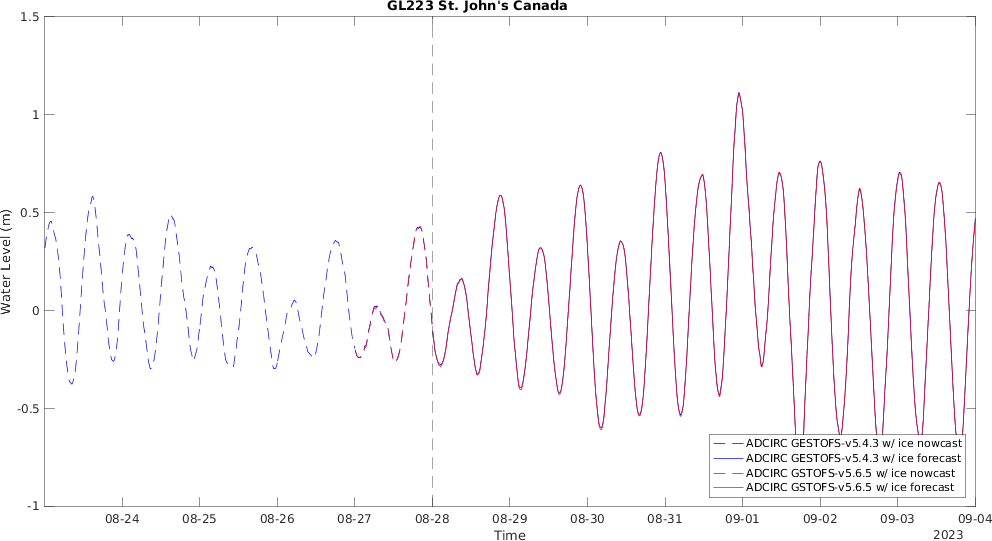 GL223 St. John's Canada
1.5
1
0.5
0
-0.5
-1
Water Level (m)
ADCIRC GESTOFS-v5.4.3 w/ ice nowcast
ADCIRC GESTOFS-v5.4.3 w/ ice forecast
ADCIRC GSTOFS-v5.6.5 w/ ice nowcast
ADCIRC GSTOFS-v5.6.5 w/ ice forecast
08-24 08-25 08-26 08-27 08-28 08-29 08-30 08-31 09-01 09-02 09-03 09-04
Time
2023